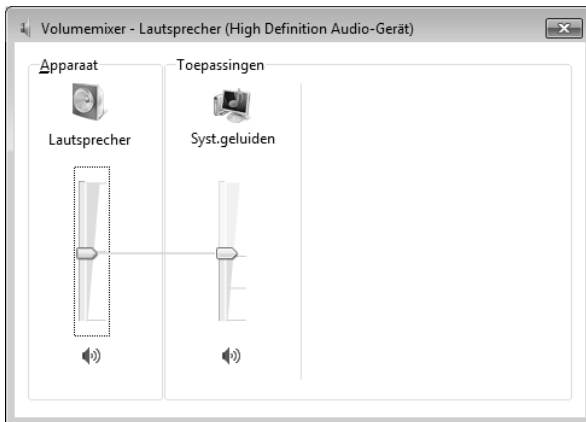 Volumemixer - Lautsprecher (High Definition Audio-Gerät)
Apparaat
Toepassingen
Lautsprecher
Syst.geluiden